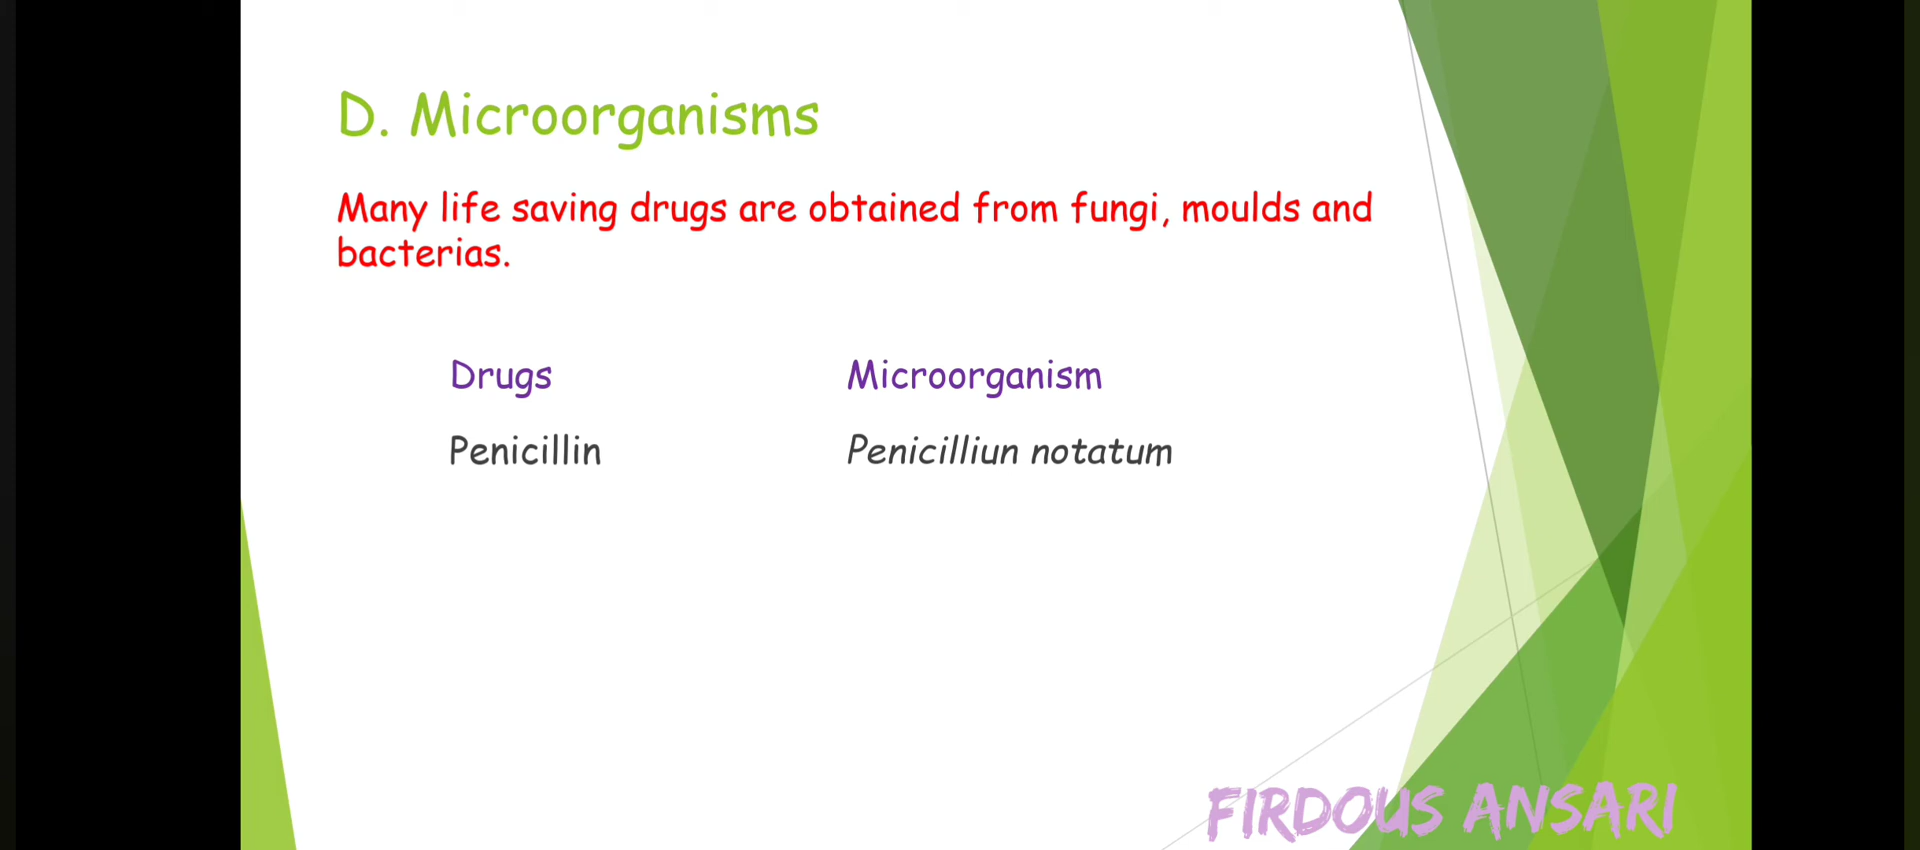 D. Microorganisms
Many life saving drugs are obtained from fungi, moulds and
bacterias.
Drugs Microorganism
Penicillin Penicilliun notatum
FIRDOUS ANSARI